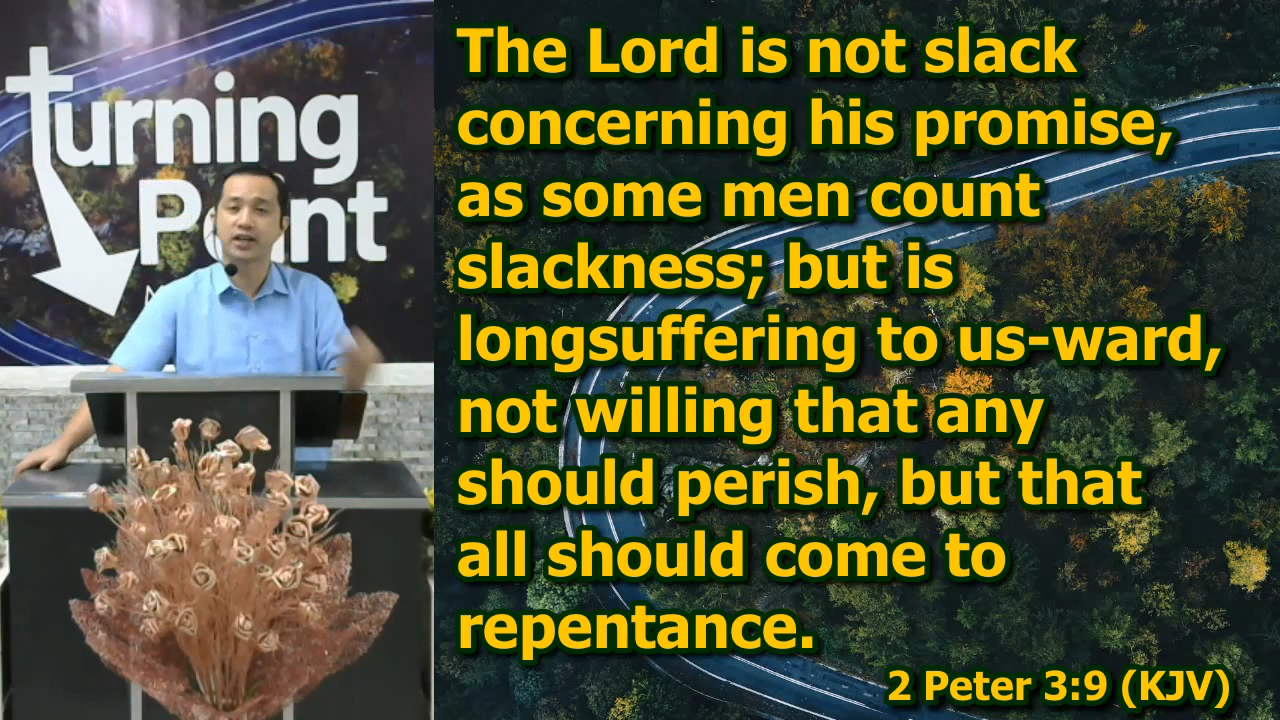 turning
Point
The Lord is not slack
concerning his promise,
as some men count
slackness; but is
longsuffering to us-ward,
not willing that any
should perish, but that
all should come to
repentance.
2 Peter 3:9 (KJV)